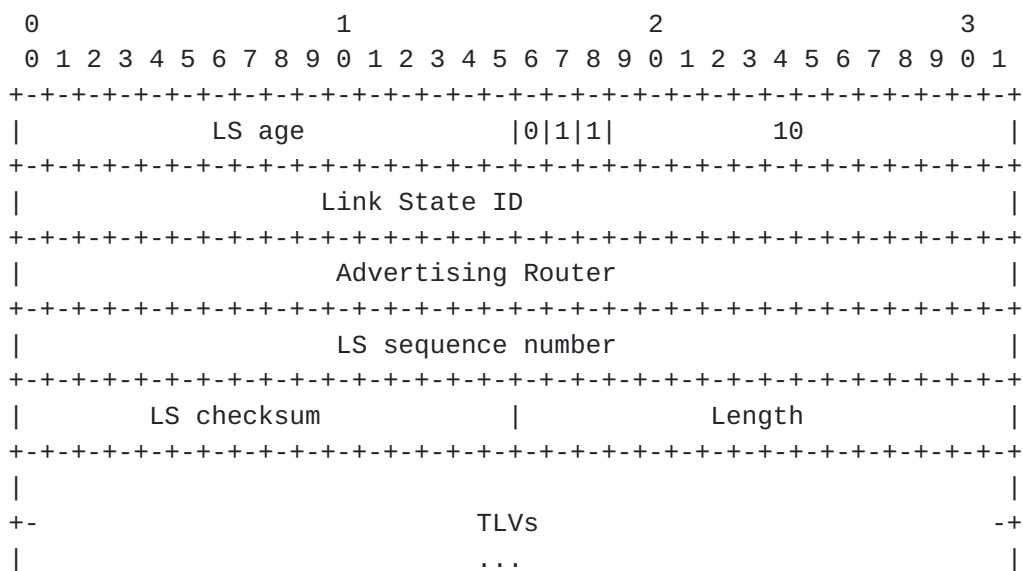 0                   1                   2                   3
 0 1 2 3 4 5 6 7 8 9 0 1 2 3 4 5 6 7 8 9 0 1 2 3 4 5 6 7 8 9 0 1
+-+-+-+-+-+-+-+-+-+-+-+-+-+-+-+-+-+-+-+-+-+-+-+-+-+-+-+-+-+-+-+-+
|            LS age             |0|1|1|          10             |
+-+-+-+-+-+-+-+-+-+-+-+-+-+-+-+-+-+-+-+-+-+-+-+-+-+-+-+-+-+-+-+-+
|                   Link State ID                               |
+-+-+-+-+-+-+-+-+-+-+-+-+-+-+-+-+-+-+-+-+-+-+-+-+-+-+-+-+-+-+-+-+
|                    Advertising Router                         |
+-+-+-+-+-+-+-+-+-+-+-+-+-+-+-+-+-+-+-+-+-+-+-+-+-+-+-+-+-+-+-+-+
|                    LS sequence number                         |
+-+-+-+-+-+-+-+-+-+-+-+-+-+-+-+-+-+-+-+-+-+-+-+-+-+-+-+-+-+-+-+-+
|        LS checksum            |            Length             |
+-+-+-+-+-+-+-+-+-+-+-+-+-+-+-+-+-+-+-+-+-+-+-+-+-+-+-+-+-+-+-+-+
|                                                               |
+-                            TLVs                             -+
|                             ...                               |